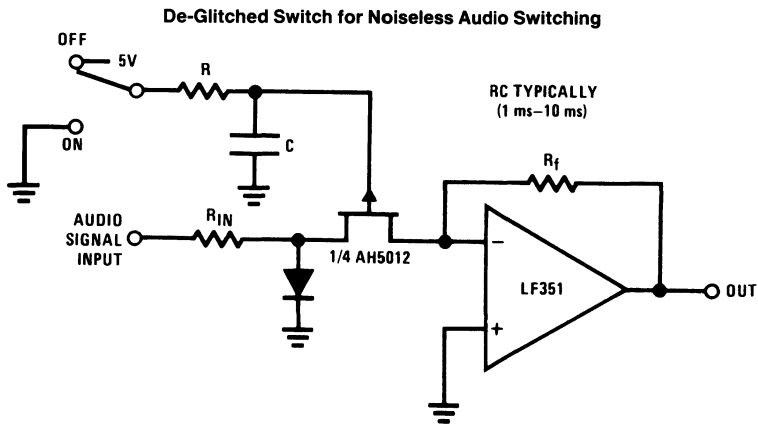 De-Glitched Switch for Noiseless Audio Switching
OFF
5V
R
RC TYPICALLY
(1 ms–10 ms)
ON
C
Rf
AUDIO
SIGNAL
INPUT
RIN
1/4 AH5012
−
LF351
OUT
+